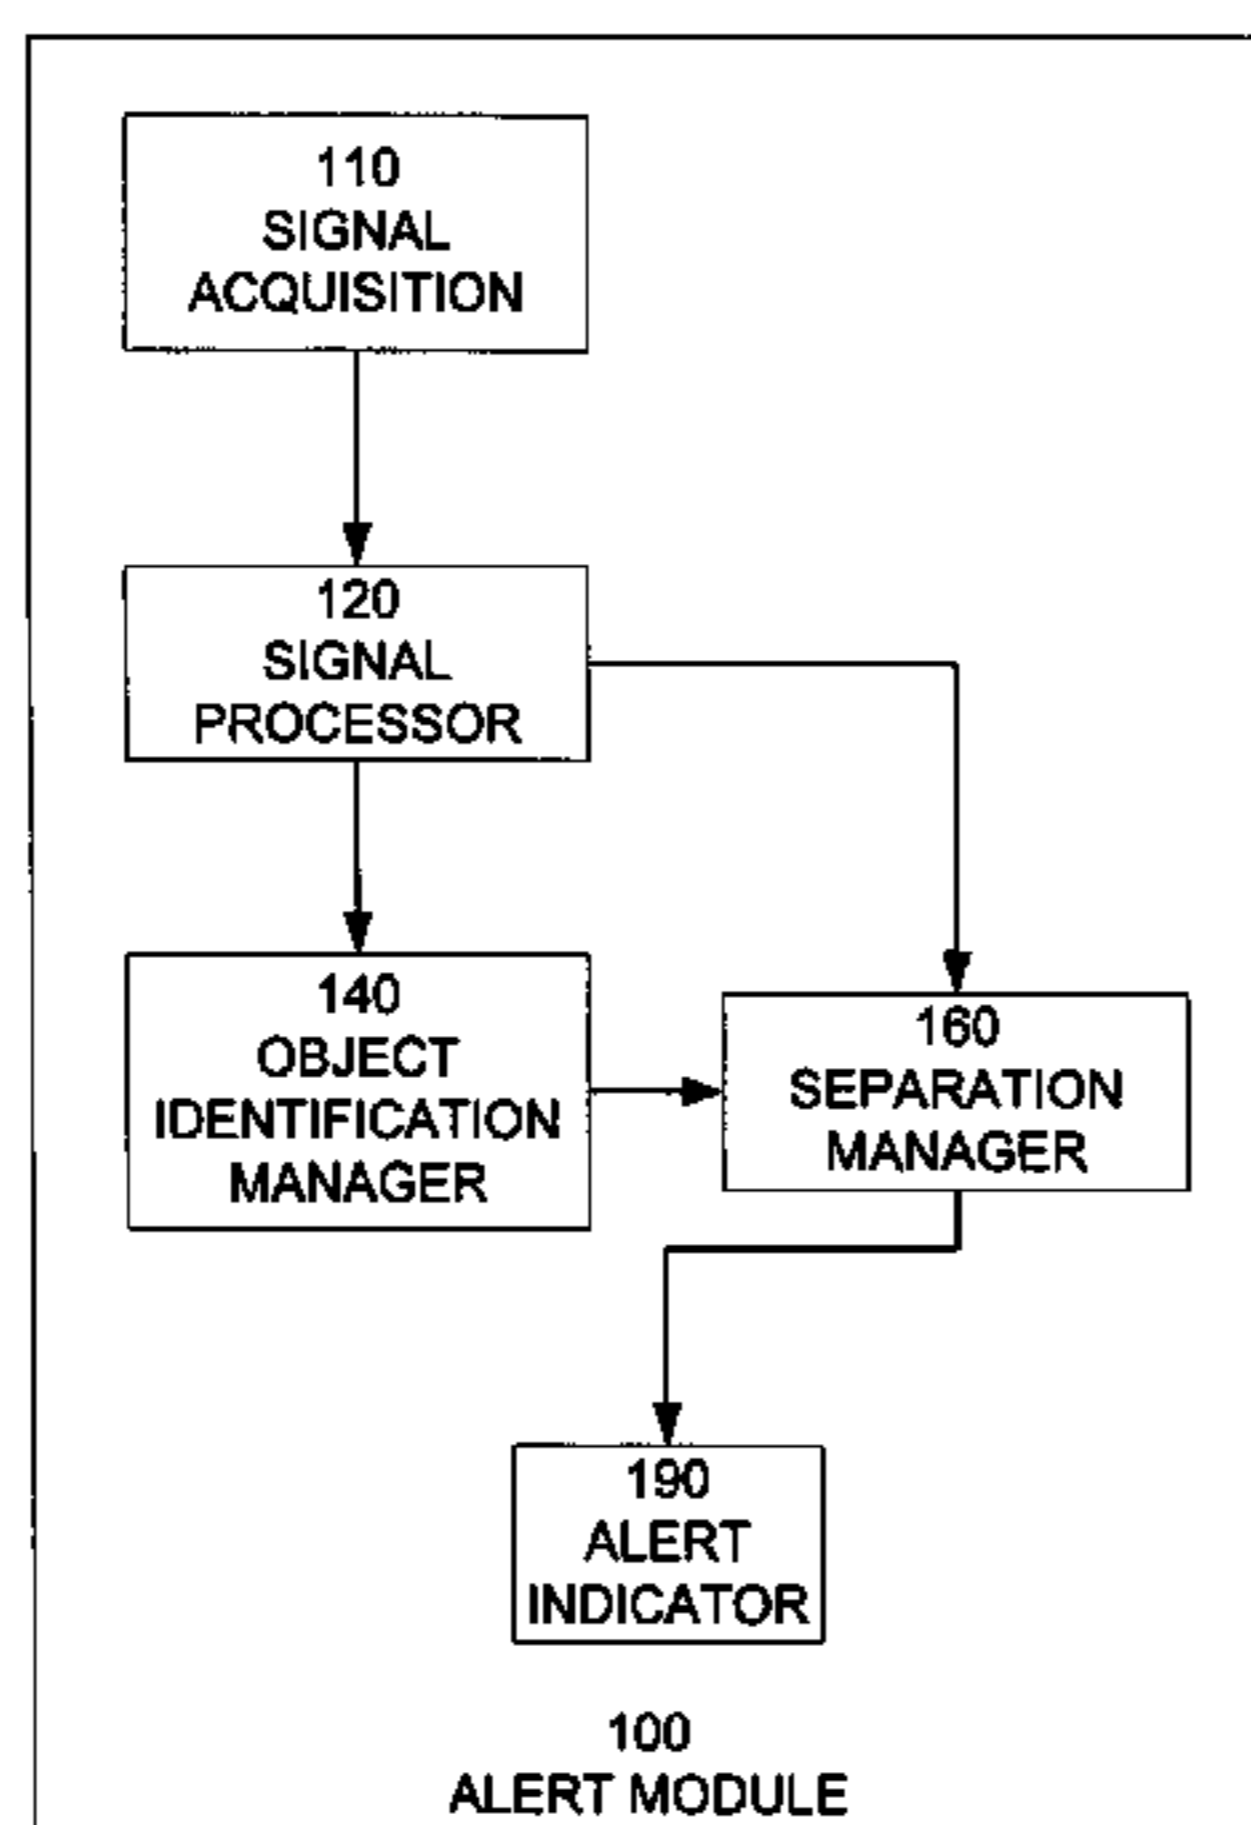 110
SIGNAL
ACQUISITION
120
SIGNAL
PROCESSOR
140
OBJECT
IDENTIFICATION
MANAGER
160
SEPARATION
MANAGER
190
ALERT
INDICATOR
100
ALERT MODULE